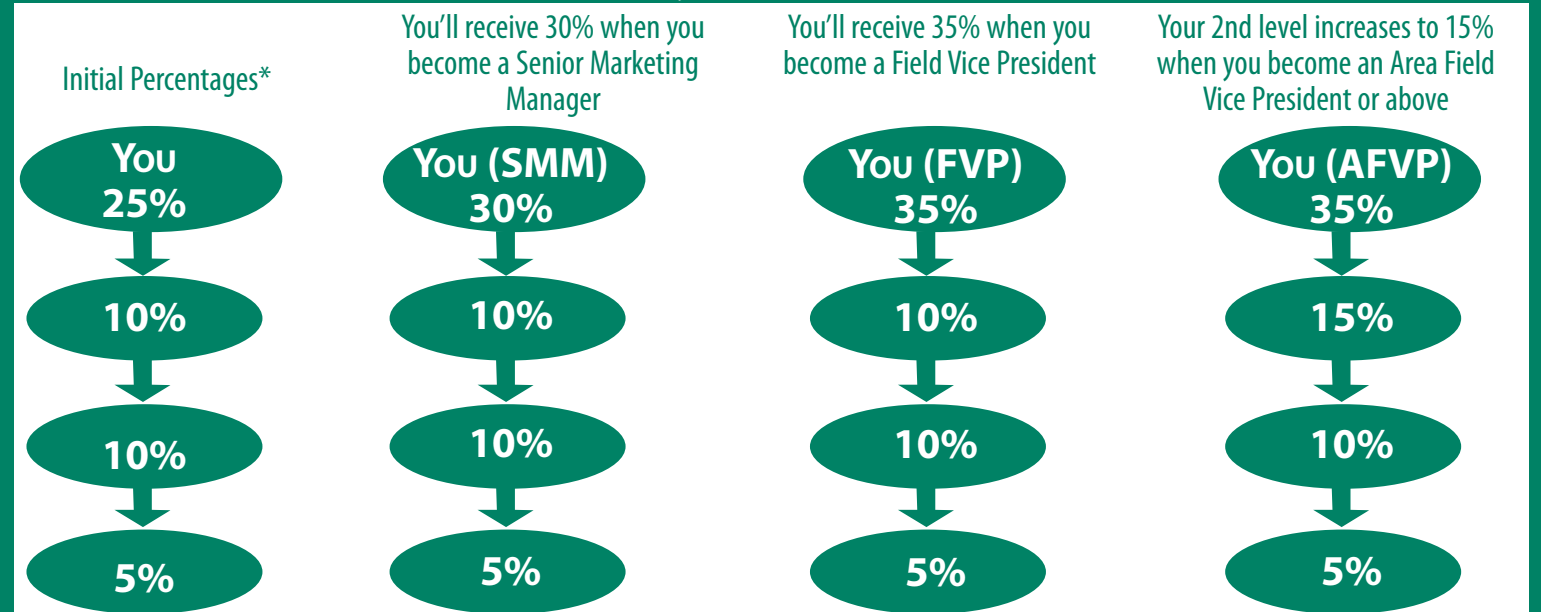 Initial Percentages*
You'll receive 30% when you
become a Senior Marketing
Manager
You'll receive 35% when you
become a Field Vice President
Your 2nd level increases to 15%
when you become an Area Field
Vice President or above
You
25%
You (SMM)
30%
You (FVP)
35%
You (AFVP)
35%
10%
10%
10%
15%
10%
10%
10%
10%
5%
5%
5%
5%